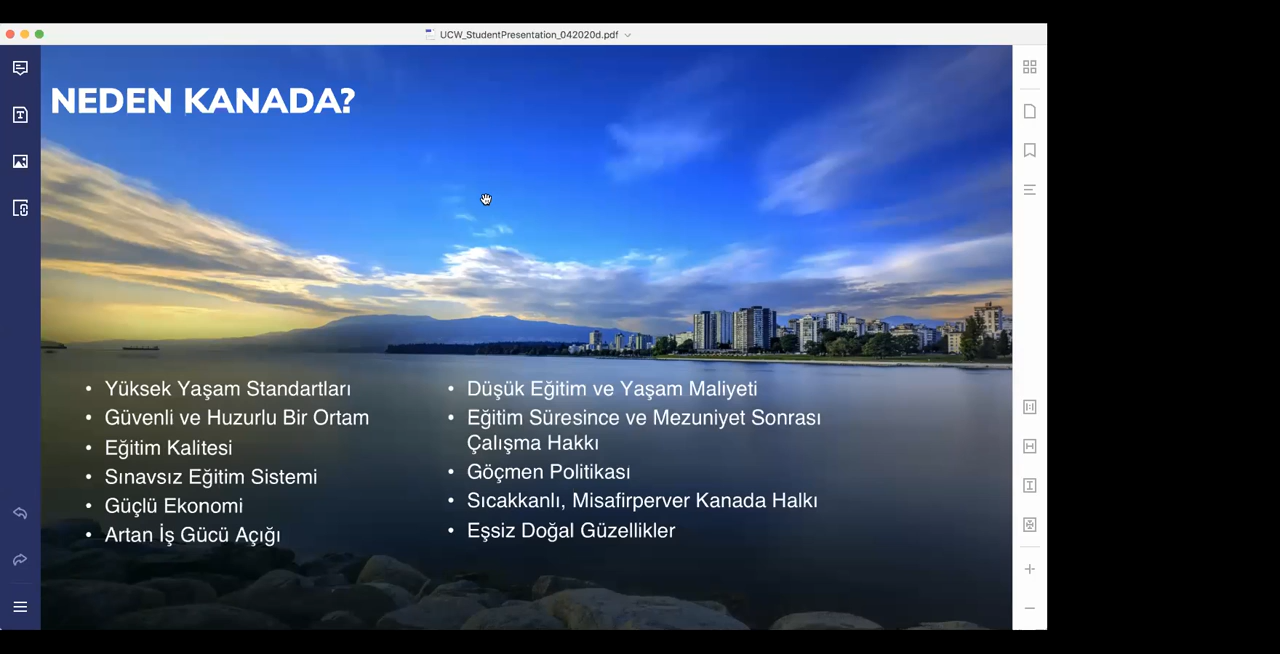 UCW_StudentPresentation_042020d.pdf
NEDEN KANADA?
• Yüksek Yaşam Standartları
• Güvenli ve Huzurlu Bir Ortam
• Eğitim Kalitesi
• Sınavsız Eğitim Sistemi
• Güçlü Ekonomi
• Artan İş Gücü Açığı
• Düşük Eğitim ve Yaşam Maliyeti
• Eğitim Süresince ve Mezuniyet Sonrası
Çalışma Hakkı
• Göçmen Politikası
• Sıcakkanlı, Misafirperver Kanada Halkı
• Eşsiz Doğal Güzellikler